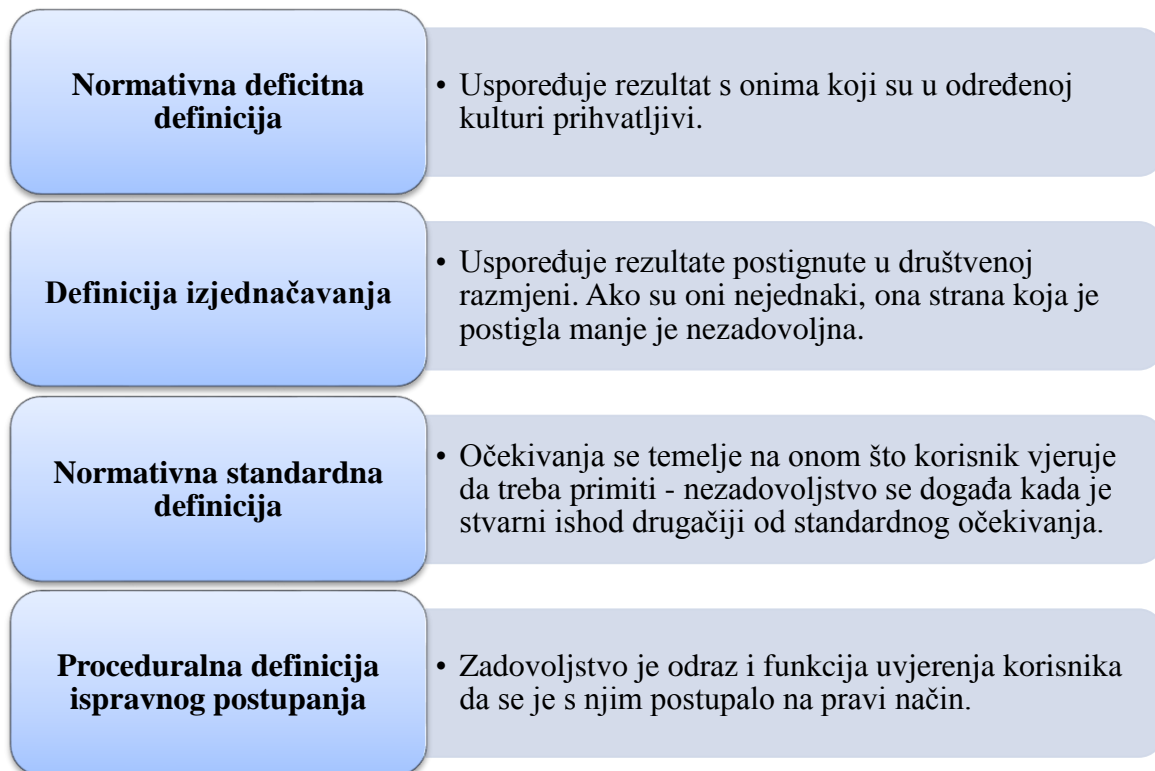 Normativna deficitna
definicija
• Uspoređuje rezultat s onima koji su u određenoj
kulturi prihvatljivi.
Definicija izjednačavanja
• Uspoređuje rezultate postignute u društvenoj
razmjeni. Ako su oni nejednaki, ona strana koja je
postigla manje je nezadovoljna.
Normativna standardna
definicija
• Očekivanja se temelje na onom što korisnik vjeruje
da treba primiti - nezadovoljstvo se događa kada je
stvarni ishod drugačiji od standardnog očekivanja.
Proceduralna definicija
ispravnog postupanja
• Zadovoljstvo je odraz i funkcija uvjerenja korisnika
da se je s njim postupalo na pravi način.